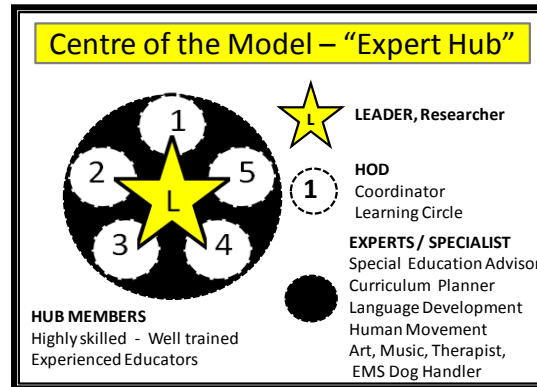 Centre of the Model – “Expert Hub”
1
2
5
L
3
4
HUB MEMBERS
Highly skilled - Well trained
Experienced Educators
L
LEADER, Researcher
1
HOD
Coordinator
Learning Circle
EXPERTS / SPECIALIST
Special Education Advisor
Curriculum Planner
Language Development
Human Movement
Art, Music, Therapist,
EMS Dog Handler